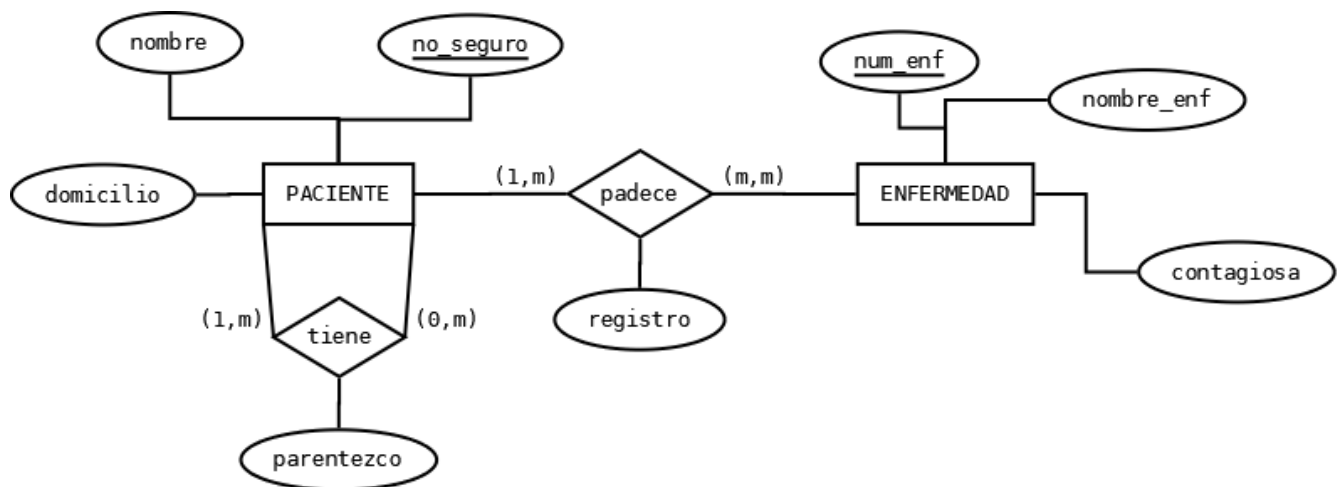 nombre
no_seguro
num_enf
nombre_enf
domicilio
PACIENTE
(1,m)
padece
(m,m)
ENFERMEDAD
contagiosa
registro
(1,m)
tiene
(0,m)
parentezco